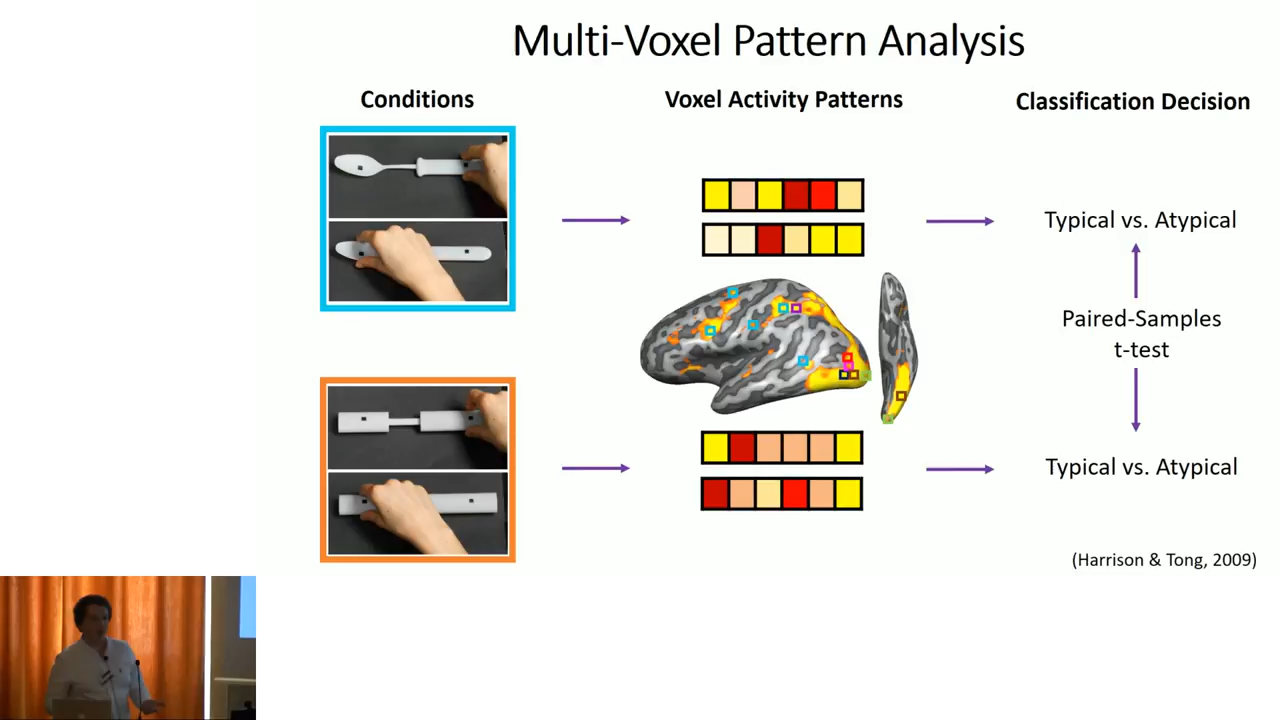 Multi-Voxel Pattern Analysis
Conditions
Voxel Activity Patterns
Classification Decision
Typical vs. Atypical
Paired-Samples
t-test
Typical vs. Atypical
(Harrison & Tong, 2009)